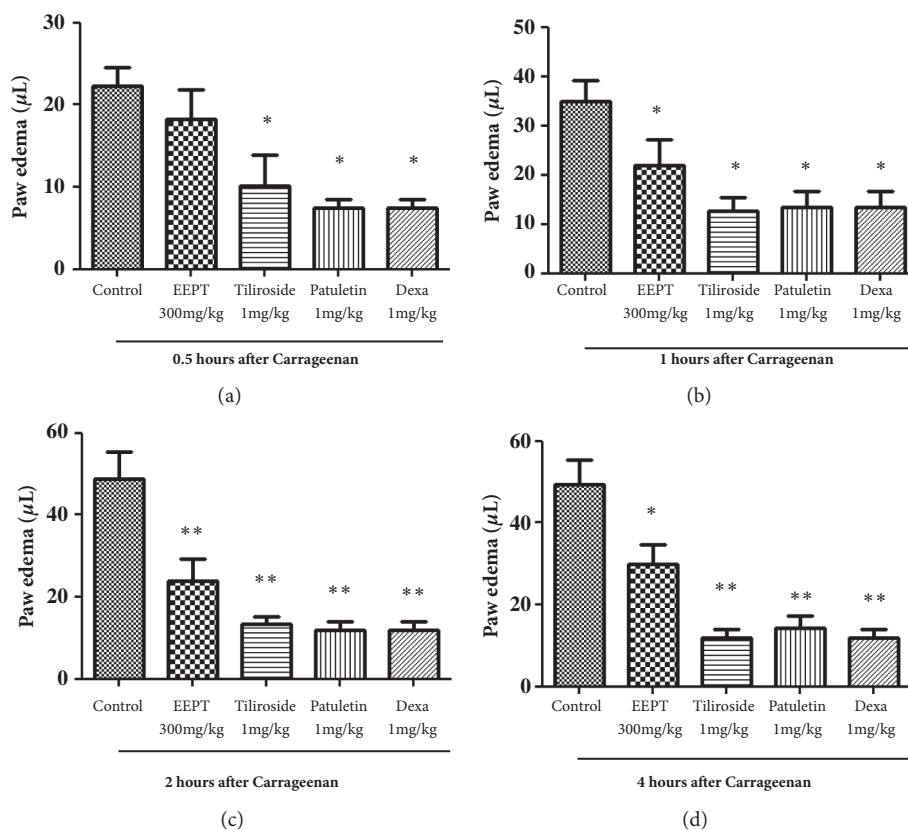 30
20
10
0
Paw edema (μL)
*
*
*
Control
EEPT
300mg/kg
Tiliroside
1mg/kg
Patuletin
1mg/kg
Dexa
1mg/kg
0.5 hours after Carrageenan
(a)
50
40
30
20
10
0
Paw edema (μL)
*
*
*
*
Control
EEPT
300mg/kg
Tiliroside
1mg/kg
Patuletin
1mg/kg
Dexa
1mg/kg
1 hours after Carrageenan
(b)
60
40
20
0
Paw edema (μL)
**
**
**
**
Control
EEPT
300mg/kg
Tiliroside
1mg/kg
Patuletin
1mg/kg
Dexa
1mg/kg
2 hours after Carrageenan
(c)
60
40
20
0
Paw edema (μL)
*
**
**
**
Control
EEPT
300mg/kg
Tiliroside
1mg/kg
Patuletin
1mg/kg
Dexa
1mg/kg
4 hours after Carrageenan
(d)